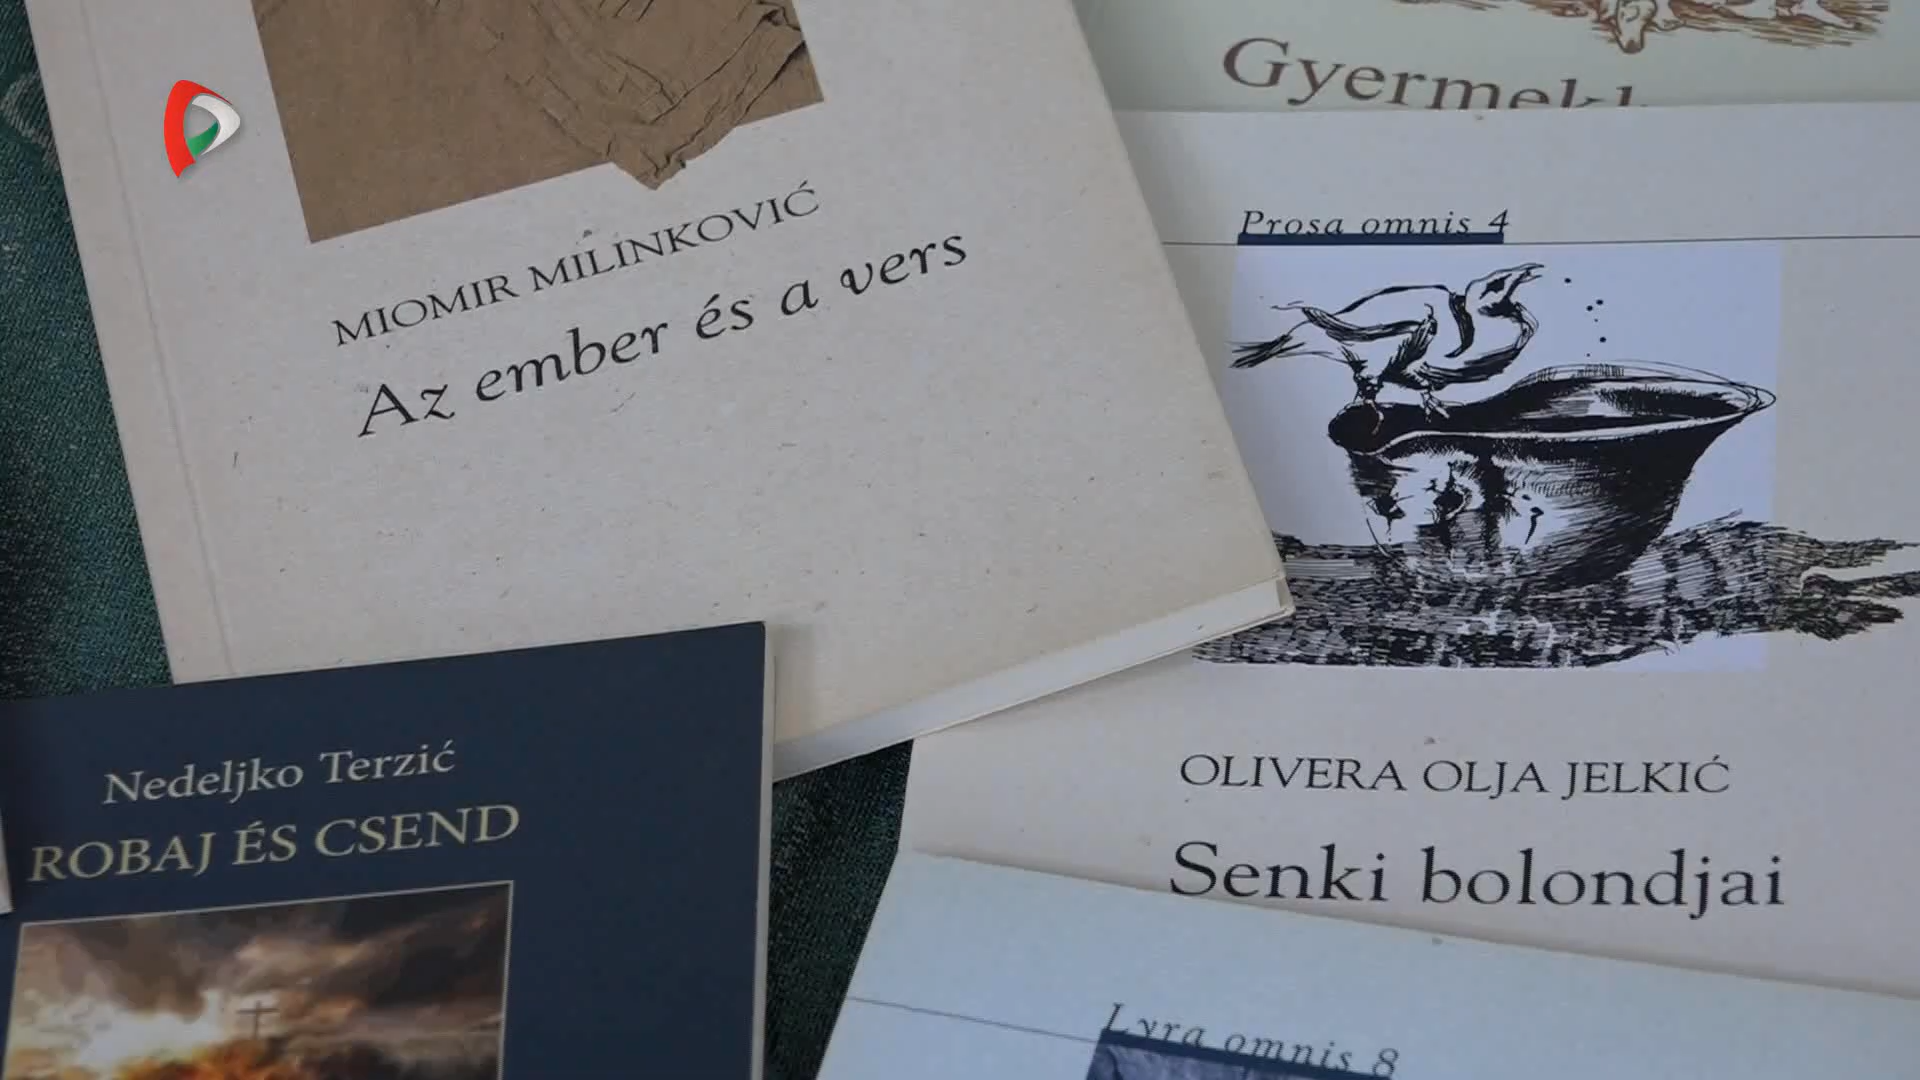 MIOMIR MILINKOVIĆ
Az ember és a vers
Prosa omnis 4
OLIVERA OLJA JELKIĆ
Senki bolondjai
Nedeljko Terzić
ROBAJ ÉS CSEND
Lyra omnis 8